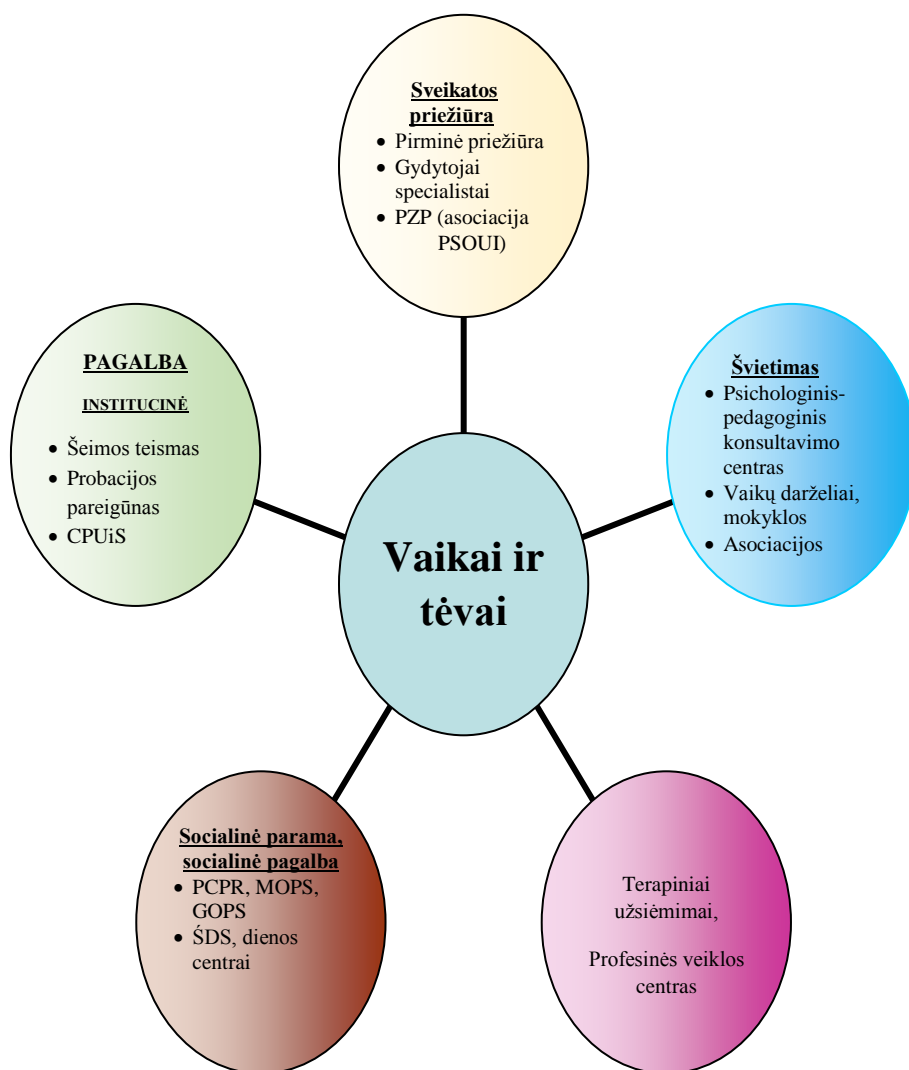 Sveikatos
priežiūra
• Pirminė priežiūra
• Gydytojai
specialistai
• PZP (asociacija
PSOUI)
PAGALBA
INSTITUCINĖ
• Šeimos teismas
• Probacijos
pareigūnas
• CPUiS
Švietimas
• Psichologinis-
pedagoginis
konsultavimo
centras
• Vaikų darželiai,
mokyklos
• Asociacijos
Vaikai ir
tėvai
Socialinė parama,
socialinė pagalba
• PCPR, MOPS,
GOPS
• ŚDS, dienos
centrai
Terapiniai
užsiėmimai,
Profesinės veiklos
centras